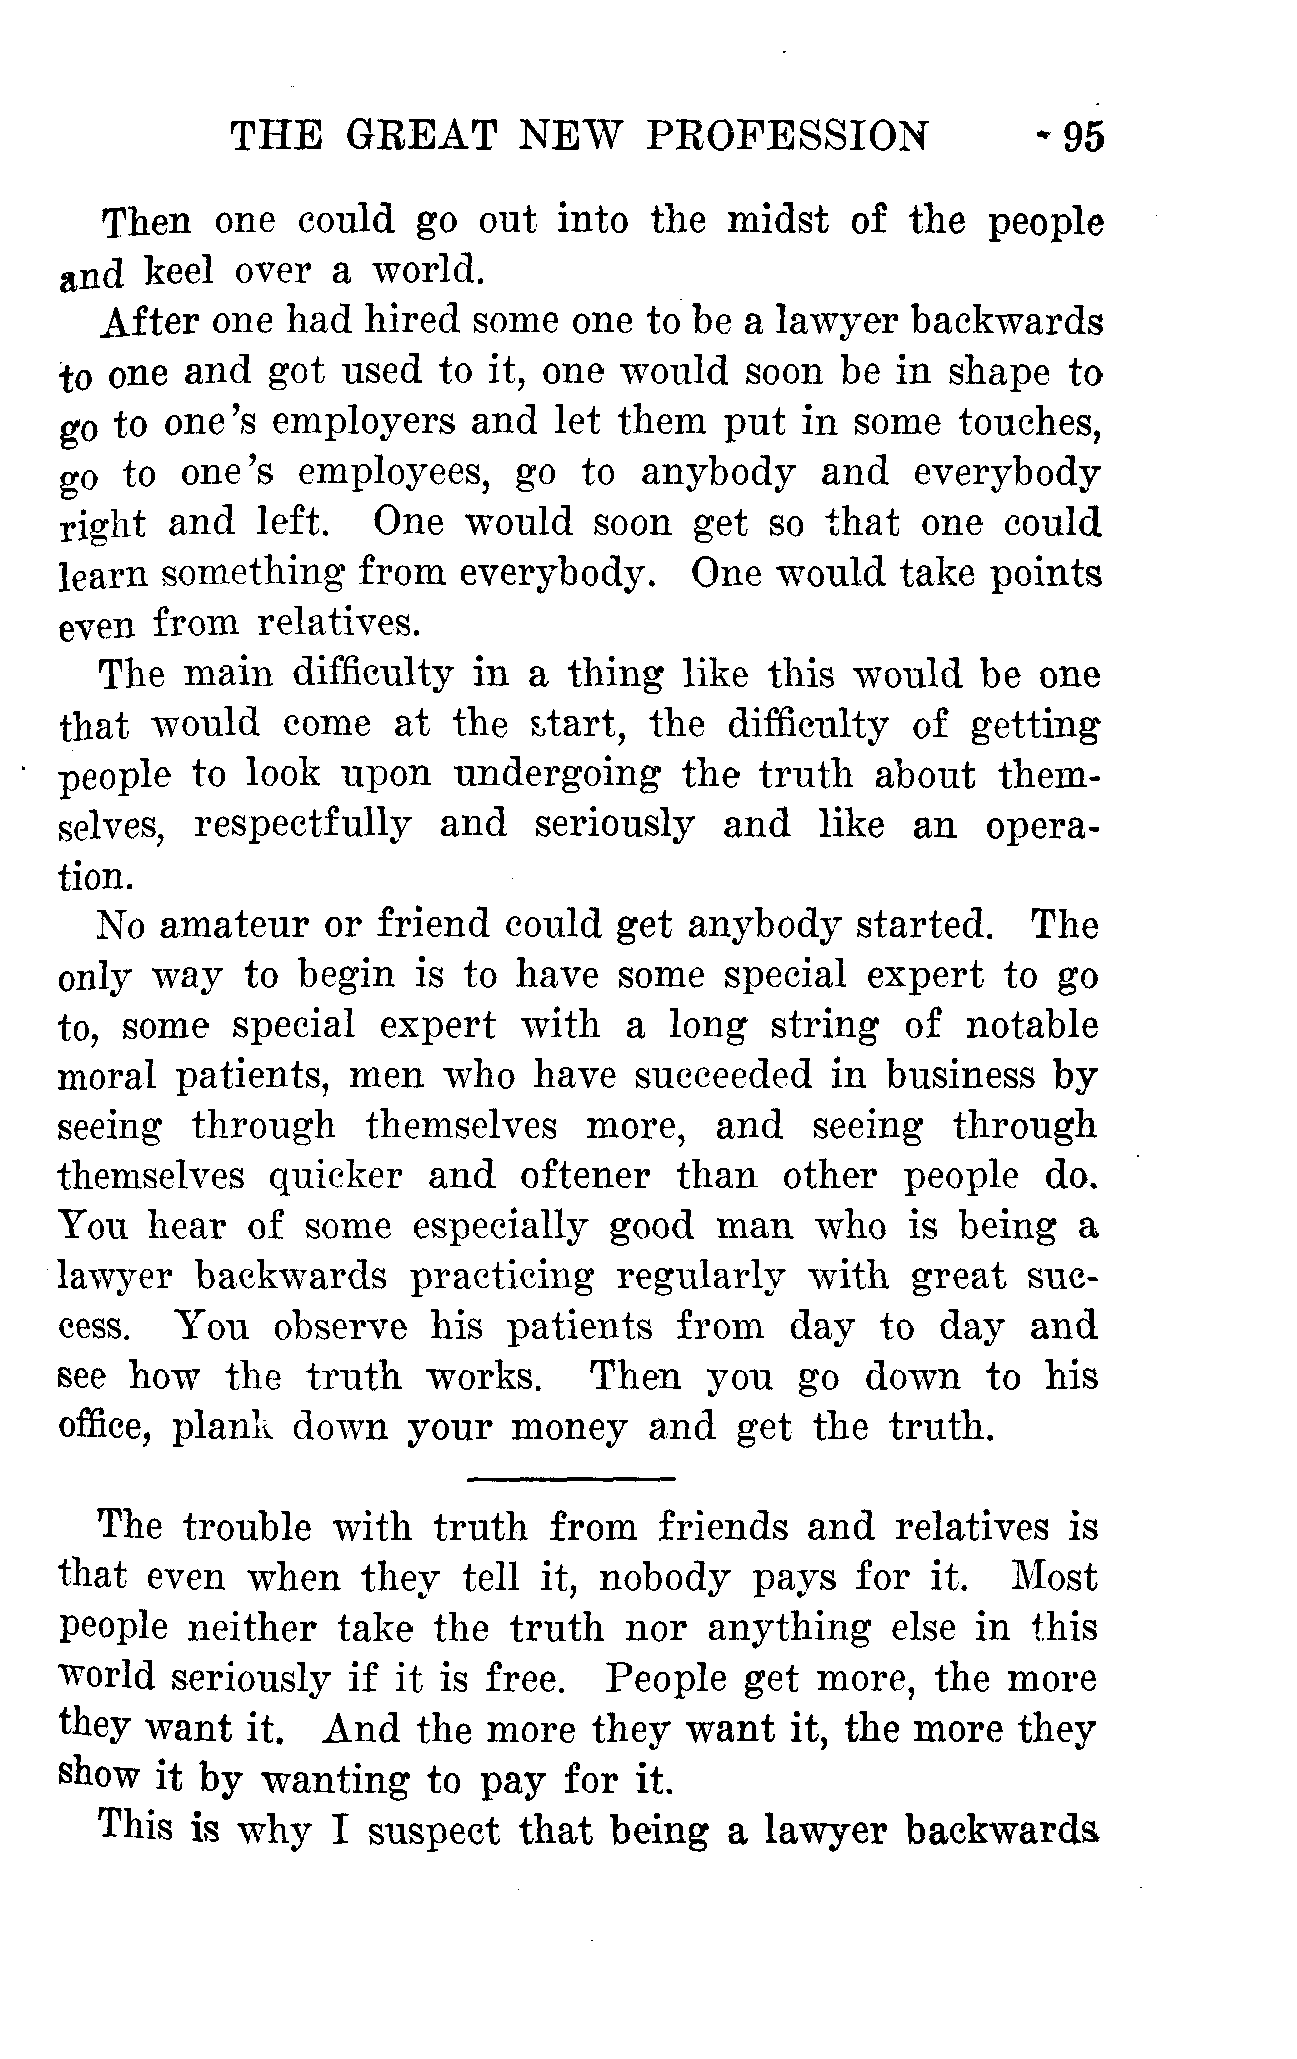 THE GREAT NEW PROFESSION 95
Then one could go out into the midst of the people
and keel over a world.
After one had hired some one to be a lawyer backwards
to one and got used to it, one would soon be in shape to
go to one's employers and let them put in some touches,
go to one's employees, go to anybody and everybody
right and left. One would soon get so that one could
learn something from everybody. One would take points
even from relatives.
The main difficulty in a thing like this would be one
that would come at the start, the difficulty of getting
people to look upon undergoing the truth about them-
selves, respectfully and seriously and like an opera-
tion.
No amateur or friend could get anybody started. The
only way to begin is to have some special expert to go
to, some special expert with a long string of notable
moral patients, men who have succeeded in business by
seeing through themselves more, and seeing through
themselves quicker and oftener than other people do.
You hear of some especially good man who is being a
lawyer backwards practicing regularly with great suc-
cess. You observe his patients from day to day and
see how the truth works. Then you go down to his
office, plank down your money and get the truth.
The trouble with truth from friends and relatives is
that even when they tell it, nobody pays for it. Most
people neither take the truth nor anything else in this
world seriously if it is free. People get more, the more
they want it. And the more they want it, the more they
show it by wanting to pay for it.
This is why I suspect that being a lawyer backwards